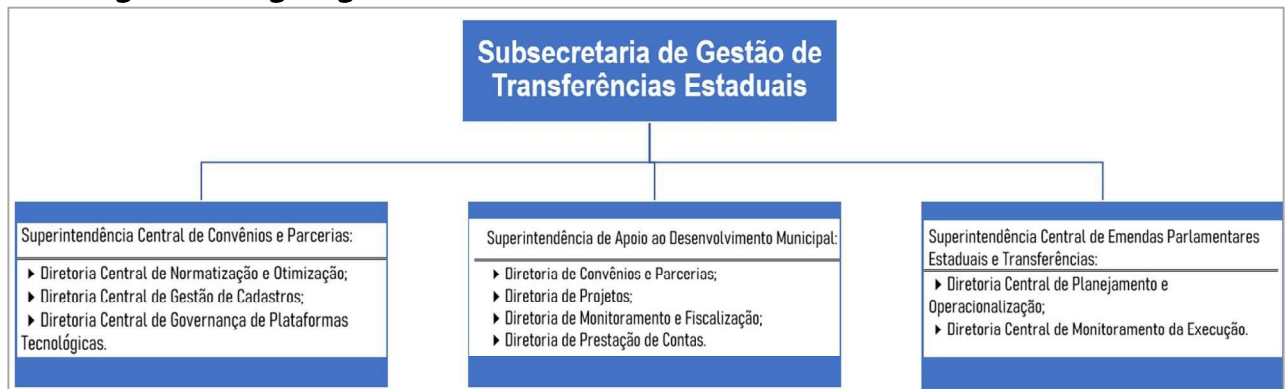 Subsecretaria de Gestão de
Transferências Estaduais
Superintendência Central de Convênios e Parcerias:
▶ Diretoria Central de Normatização e Otimização;
▶ Diretoria Central de Gestão de Cadastros;
▶ Diretoria Central de Governança de Plataformas
Tecnológicas.
Superintendência de Apoio ao Desenvolvimento Municipal:
▶ Diretoria de Convênios e Parcerias;
▶ Diretoria de Projetos;
▶ Diretoria de Monitoramento e Fiscalização;
▶ Diretoria de Prestação de Contas.
Superintendência Central de Emendas Parlamentares
Estaduais e Transferências:
▶ Diretoria Central de Planejamento e
Operacionalização;
▶ Diretoria Central de Monitoramento da Execução.